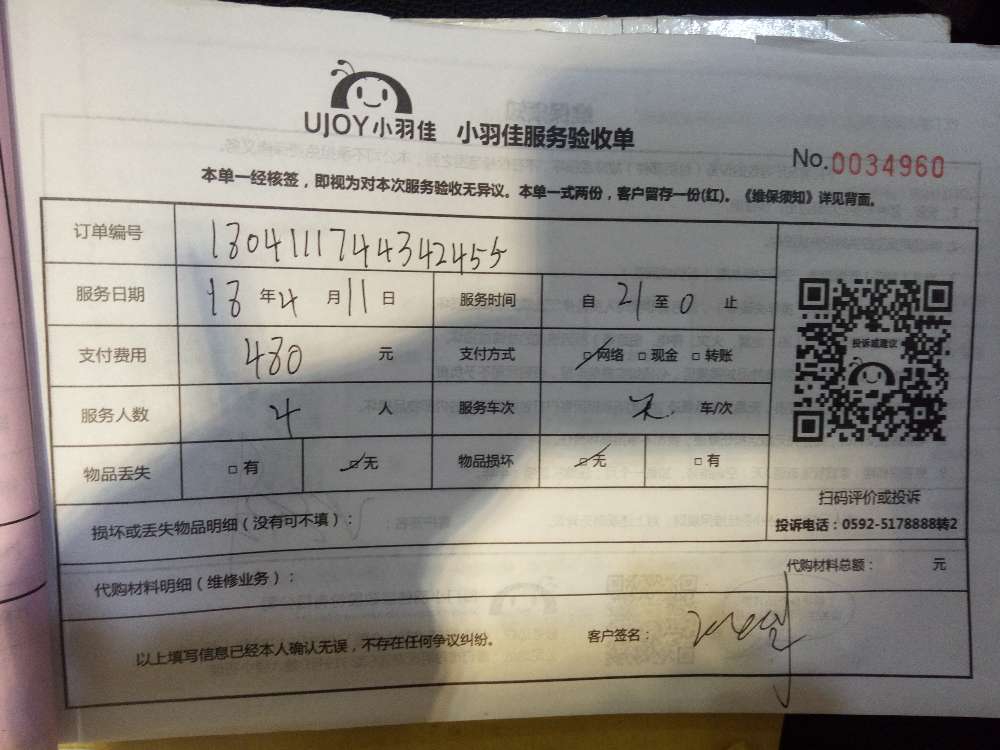 UJOY小羽佳 小羽佳服务验收单
No.0034960
本单一经核签，即视为对本次服务验收无异议。本单一式两份，客户留存一份(红)。《维保须知》详见背面。
订单编号 1804111744342455
服务日期 18 年 4 月 11 日 服务时间 自 21 至 0 止
支付费用 480 元 支付方式 □网络 □现金 □转账
服务人数 4 人 服务车次 无 车/次
物品丢失 □有 □无 物品损坏 □无 □有
投诉或建议
扫码评价或投诉
投诉电话：0592-5178888转2
损坏或丢失物品明细（没有可不填）：
代购材料明细（维修业务）： 代购材料总额： 元
以上填写信息已经本人确认无误，不存在任何争议纠纷。 客户签名：